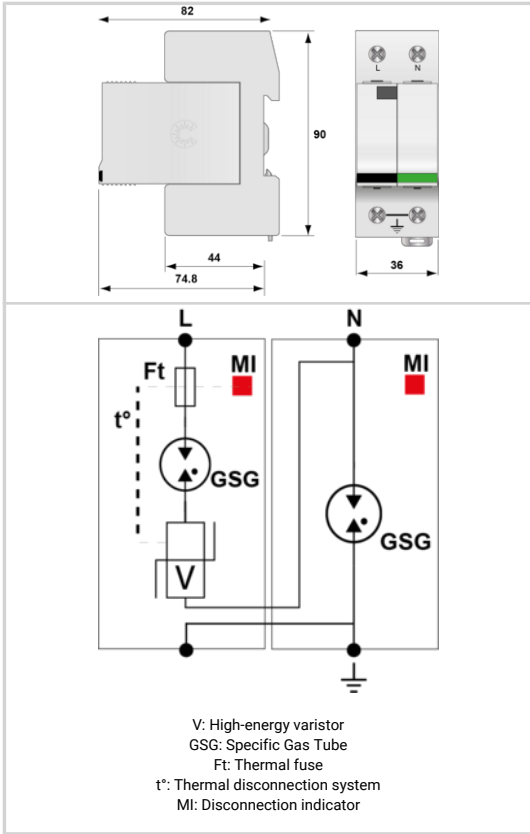 82
L N
90
44
74.8
36
L N
Ft MI MI
t°
GSG
GSG
V
V: High-energy varistor
GSG: Specific Gas Tube
Ft: Thermal fuse
t°: Thermal disconnection system
MI: Disconnection indicator